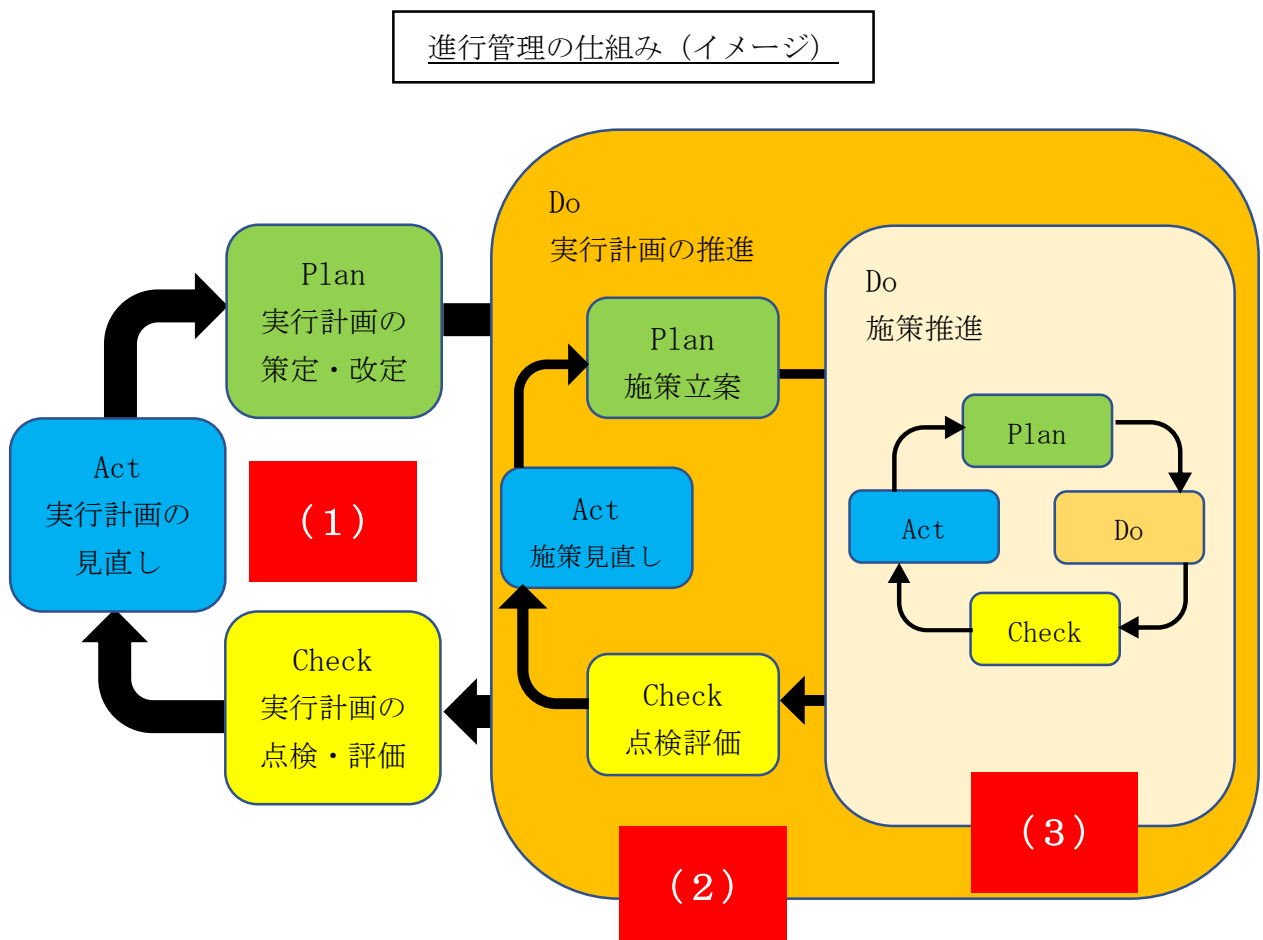 進行管理の仕組み（イメージ）
Plan
実行計画の
策定・改定
Act
実行計画の
見直し
（１）
Check
実行計画の
点検・評価
Do
実行計画の推進
Plan
施策立案
Act
施策見直し
Check
点検評価
（２）
Do
施策推進
Plan
Act
Do
Check
（３）